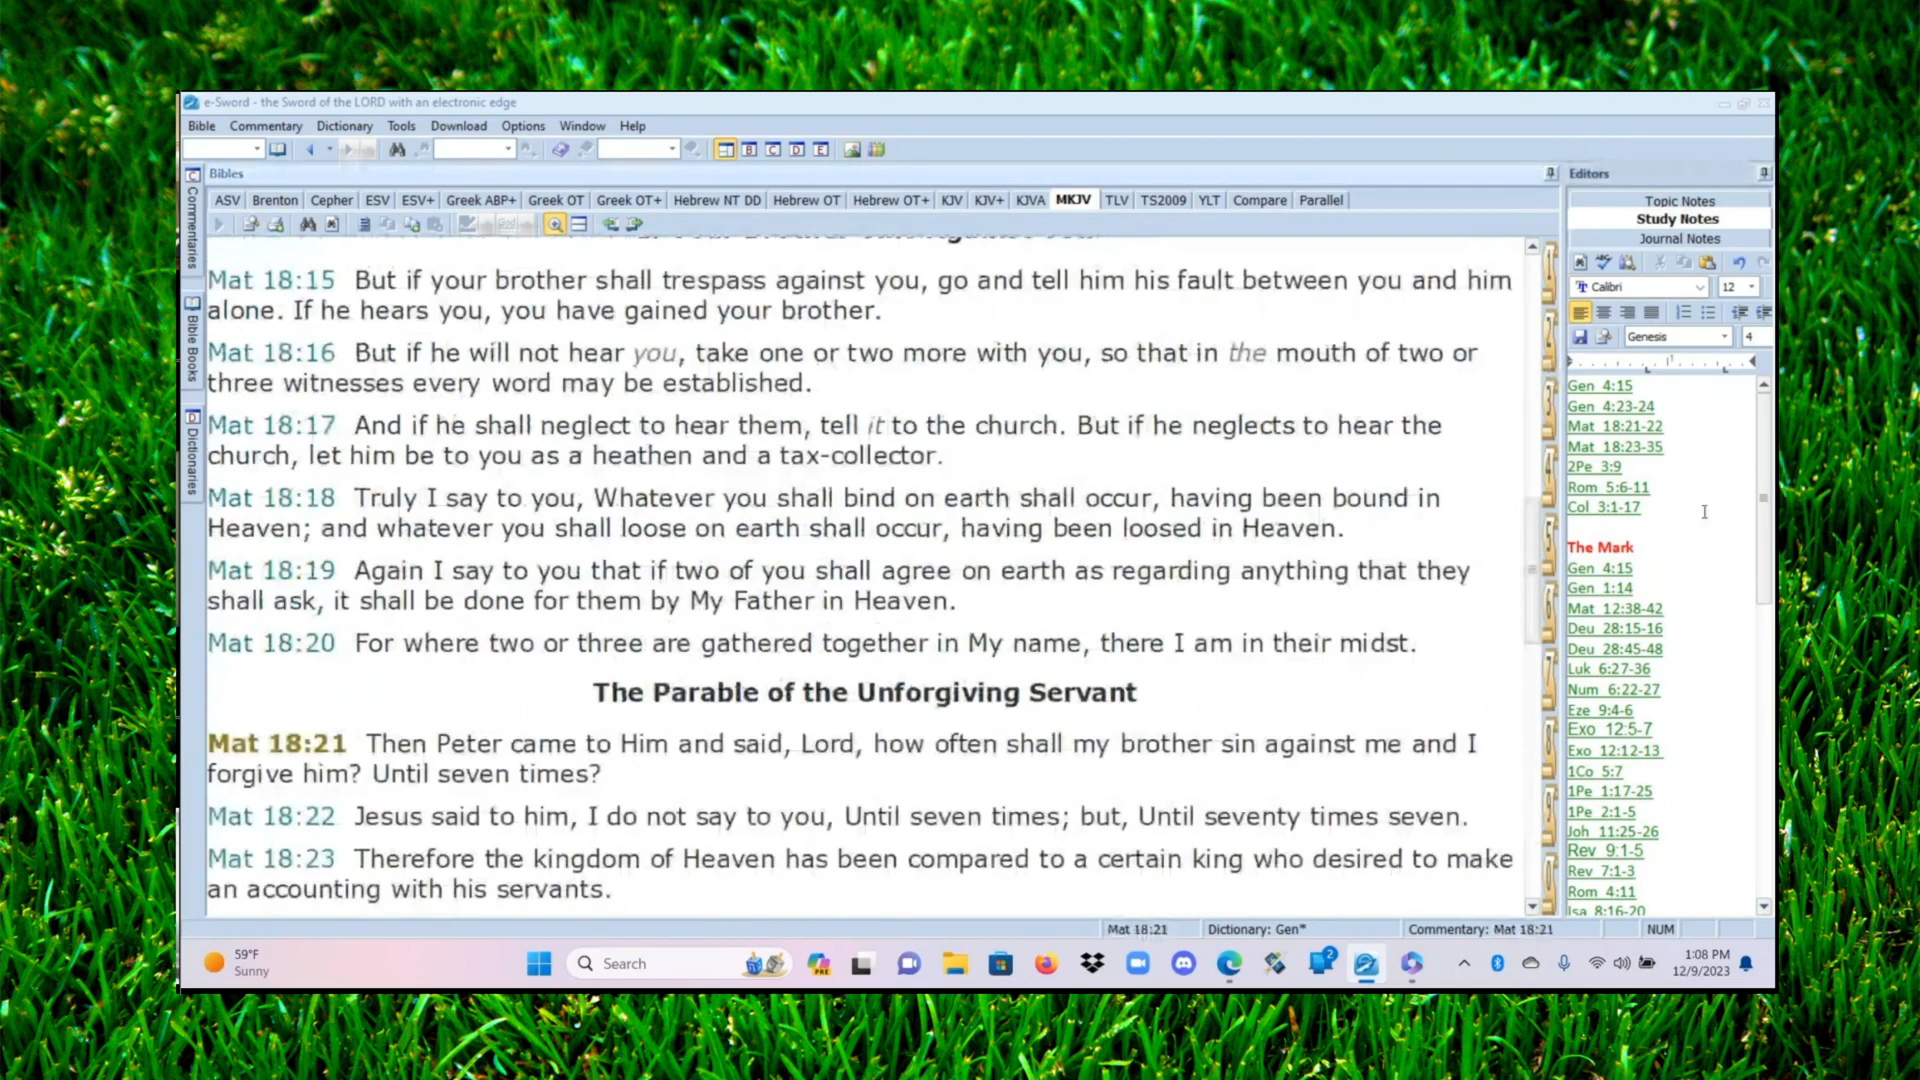 e-Sword - the Sword of the LORD with an electronic edge
Bible Commentary Dictionary Tools Download Options Window Help
B C D E
Bibles
ASV Brenton Cepher ESV ESV+ Greek ABP+ Greek OT Greek OT+ Hebrew NT DD Hebrew OT Hebrew OT+ KJV KJV+ KJVA MKJV TLV TS2009 YLT Compare Parallel
Commentaries
Bible Books
Dictionaries
Mat 18:15 But if your brother shall trespass against you, go and tell him his fault between you and him
alone. If he hears you, you have gained your brother.
Mat 18:16 But if he will not hear you, take one or two more with you, so that in the mouth of two or
three witnesses every word may be established.
Mat 18:17 And if he shall neglect to hear them, tell it to the church. But if he neglects to hear the
church, let him be to you as a heathen and a tax-collector.
Mat 18:18 Truly I say to you, Whatever you shall bind on earth shall occur, having been bound in
Heaven; and whatever you shall loose on earth shall occur, having been loosed in Heaven.
Mat 18:19 Again I say to you that if two of you shall agree on earth as regarding anything that they
shall ask, it shall be done for them by My Father in Heaven.
Mat 18:20 For where two or three are gathered together in My name, there I am in their midst.
The Parable of the Unforgiving Servant
Mat 18:21 Then Peter came to Him and said, Lord, how often shall my brother sin against me and I
forgive him? Until seven times?
Mat 18:22 Jesus said to him, I do not say to you, Until seven times; but, Until seventy times seven.
Mat 18:23 Therefore the kingdom of Heaven has been compared to a certain king who desired to make
an accounting with his servants.
1
2
3
4
5
6
7
8
9
0
Editors
Topic Notes
Study Notes
Journal Notes
Calibri 12
Genesis 4
Gen 4:15
Gen 4:23-24
Mat 18:21-22
Mat 18:23-35
2Pe 3:9
Rom 5:6-11
Col 3:1-17
The Mark
Gen 4:15
Gen 1:14
Mat 12:38-42
Deu 28:15-16
Deu 28:45-48
Luk 6:27-36
Num 6:22-27
Eze 9:4-6
Exo 12:5-7
Exo 12:12-13
1Co 5:7
1Pe 1:17-25
1Pe 2:1-5
Joh 11:25-26
Rev 9:1-5
Rev 7:1-3
Rom 4:11
Isa 8:16-20
Mat 18:21 Dictionary: Gen* Commentary: Mat 18:21 NUM
59°F
Sunny
Search
PRE
2
1:08 PM
12/9/2023